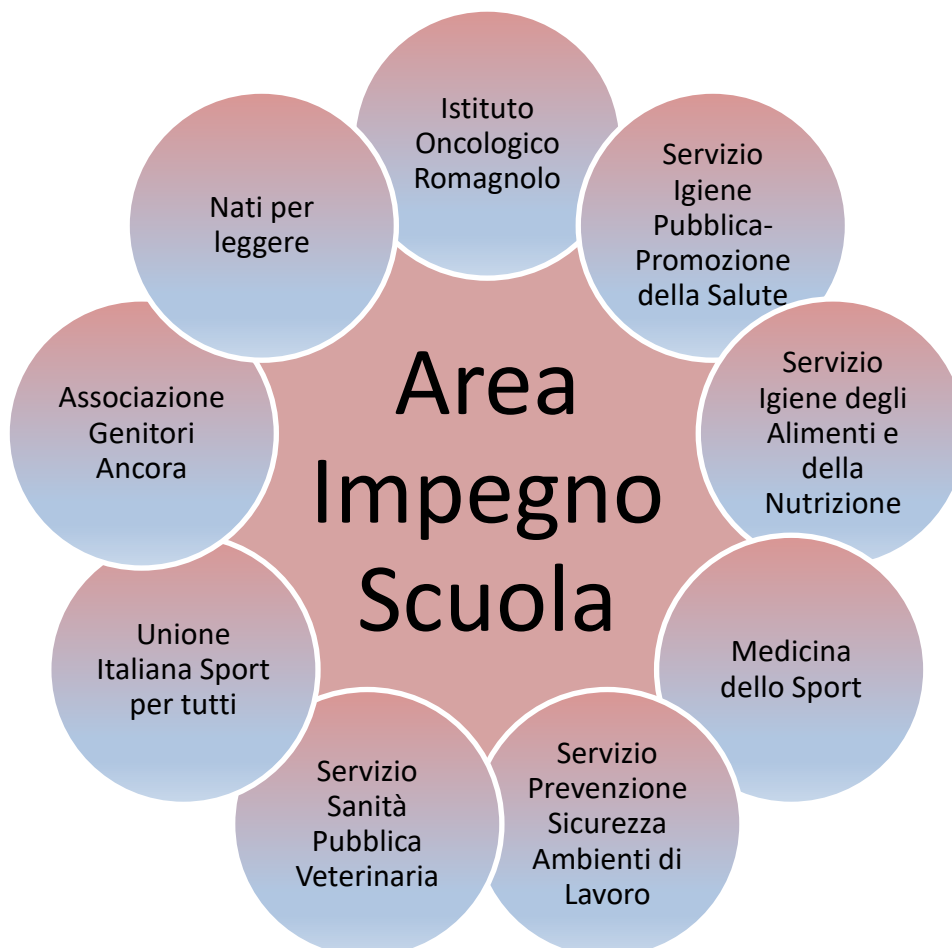 Istituto
Oncologico
Romagnolo
Servizio
Igiene
Pubblica-
Promozione
della Salute
Servizio
Igiene degli
Alimenti e
della
Nutrizione
Medicina
dello Sport
Servizio
Prevenzione
Sicurezza
Ambienti di
Lavoro
Servizio
Sanità
Pubblica
Veterinaria
Unione
Italiana Sport
per tutti
Associazione
Genitori
Ancora
Nati per
leggere
Area
Impegno
Scuola